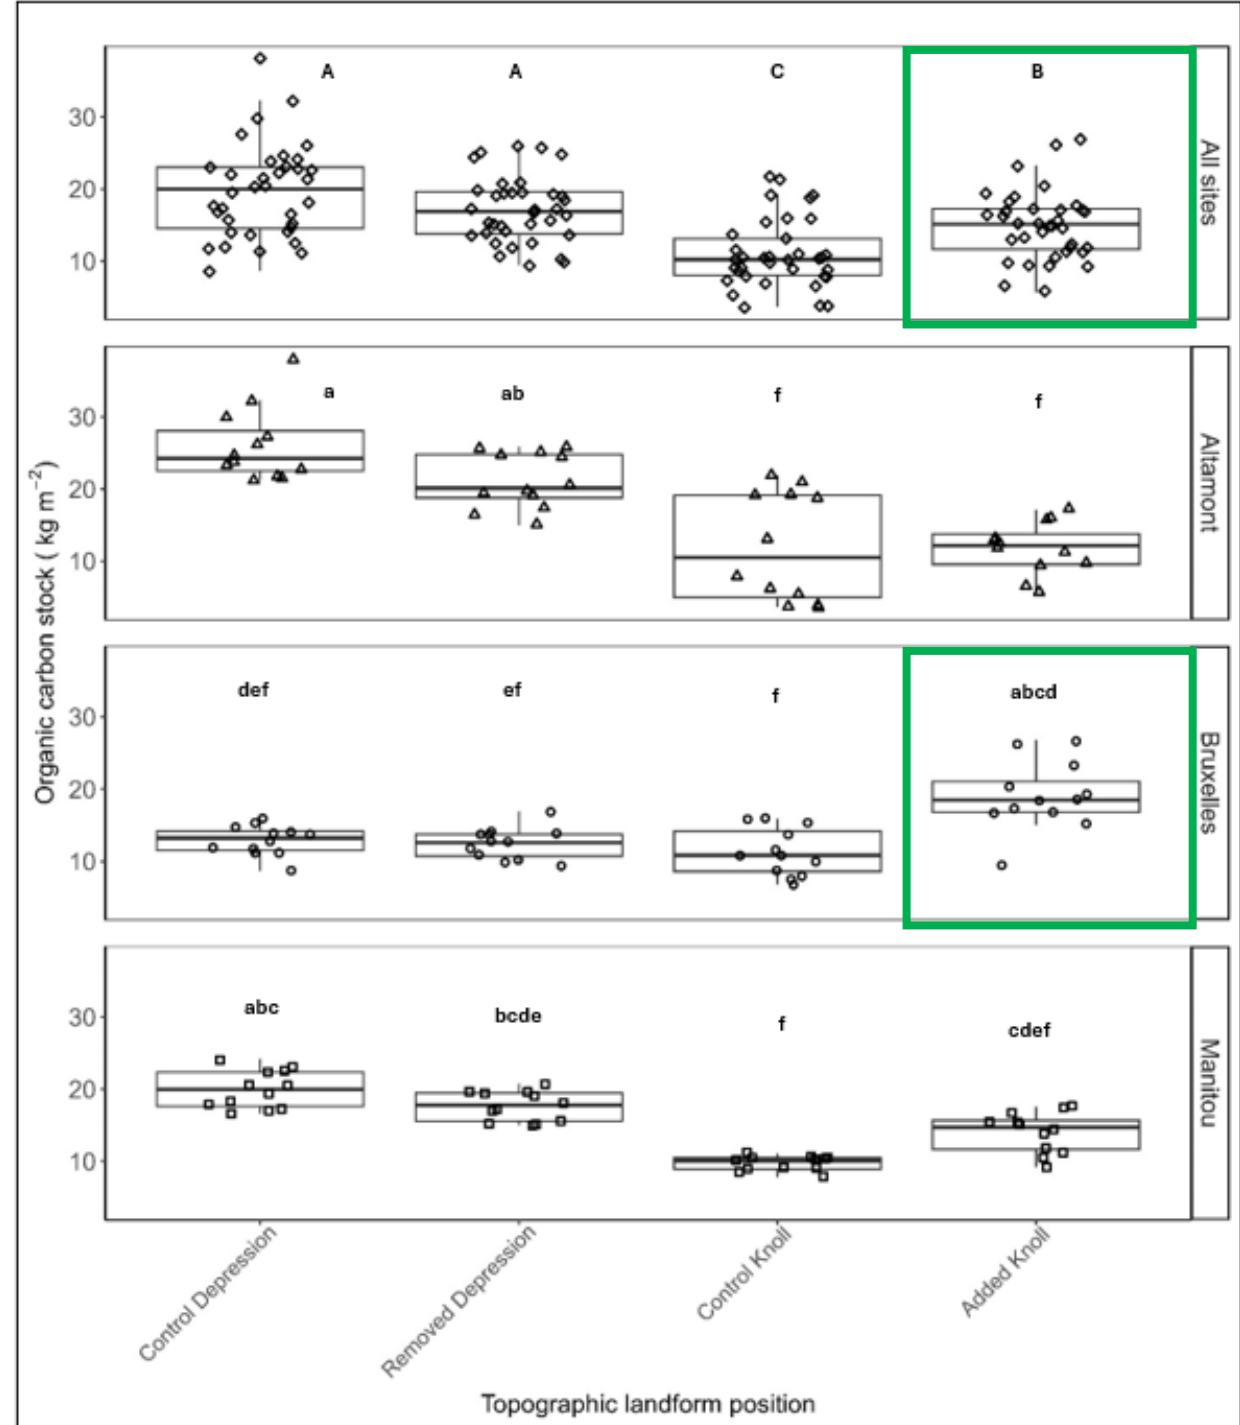 A A C B
30
20
10
All sites
a ab f f
30
20
10
Altamont
def ef f abcd
30
20
10
Bruxelles
abc bcde f cdef
30
20
10
Manitou
Organic carbon stock ( kg m⁻²)
Control Depression
Removed Depression
Control Knoll
Added Knoll
Topographic landform position